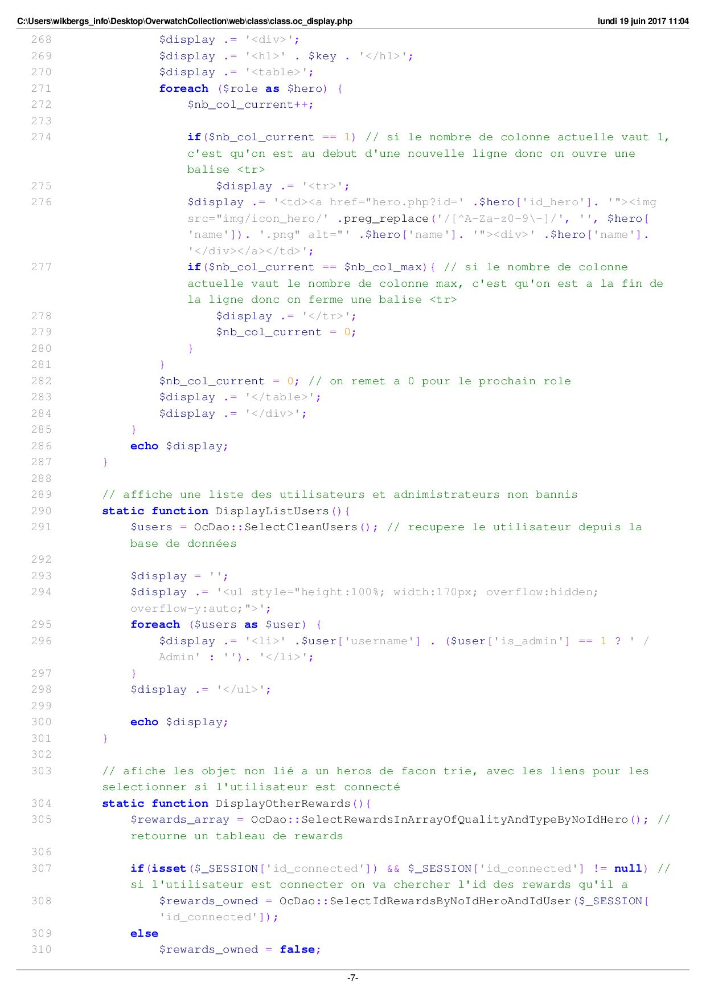 C:\Users\wikbergs_info\Desktop\OverwatchCollection\web\class\class.oc_display.php lundi 19 juin 2017 11:04
268 $display .= '<div>';
269 $display .= '<h1>' . $key . '</h1>';
270 $display .= '<table>';
271 foreach ($role as $hero) {
272 $nb_col_current++;
273
274 if($nb_col_current == 1) // si le nombre de colonne actuelle vaut 1,
c'est qu'on est au debut d'une nouvelle ligne donc on ouvre une
balise <tr>
275 $display .= '<tr>';
276 $display .= '<td><a href="hero.php?id=' .$hero['id_hero']. '"><img
src="img/icon_hero/' .preg_replace('/[^A-Za-z0-9\-]/', '', $hero[
'name']). '.png" alt="' .$hero['name']. '"><div>' .$hero['name'].
'</div></a></td>';
277 if($nb_col_current == $nb_col_max){ // si le nombre de colonne
actuelle vaut le nombre de colonne max, c'est qu'on est a la fin de
la ligne donc on ferme une balise <tr>
278 $display .= '</tr>';
279 $nb_col_current = 0;
280 }
281 }
282 $nb_col_current = 0; // on remet a 0 pour le prochain role
283 $display .= '</table>';
284 $display .= '</div>';
285 }
286 echo $display;
287 }
288
289 // affiche une liste des utilisateurs et adnimistrateurs non bannis
290 static function DisplayListUsers(){
291 $users = OcDao::SelectCleanUsers(); // recupere le utilisateur depuis la
base de données
292
293 $display = '';
294 $display .= '<ul style="height:100%; width:170px; overflow:hidden;
overflow-y:auto;">';
295 foreach ($users as $user) {
296 $display .= '<li>' .$user['username'] . ($user['is_admin'] == 1 ? ' /
Admin' : ''). '</li>';
297 }
298 $display .= '</ul>';
299
300 echo $display;
301 }
302
303 // afiche les objet non lié a un heros de facon trie, avec les liens pour les
selectionner si l'utilisateur est connecté
304 static function DisplayOtherRewards(){
305 $rewards_array = OcDao::SelectRewardsInArrayOfQualityAndTypeByNoIdHero(); //
retourne un tableau de rewards
306
307 if(isset($_SESSION['id_connected']) && $_SESSION['id_connected'] != null) //
si l'utilisateur est connecter on va chercher l'id des rewards qu'il a
308 $rewards_owned = OcDao::SelectIdRewardsByNoIdHeroAndIdUser($_SESSION[
'id_connected']);
309 else
310 $rewards_owned = false;
-7-